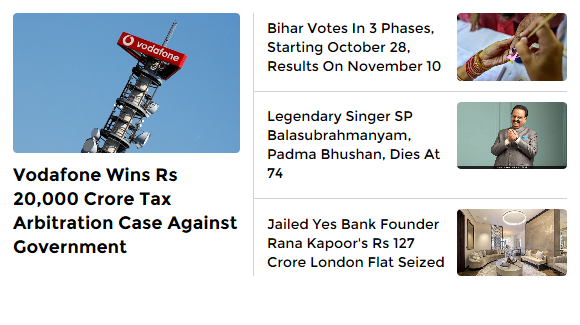 vodafone
Vodafone Wins Rs
20,000 Crore Tax
Arbitration Case Against
Government
Bihar Votes In 3 Phases,
Starting October 28,
Results On November 10
Legendary Singer SP
Balasubrahmanyam,
Padma Bhushan, Dies At
74
Jailed Yes Bank Founder
Rana Kapoor's Rs 127
Crore London Flat Seized